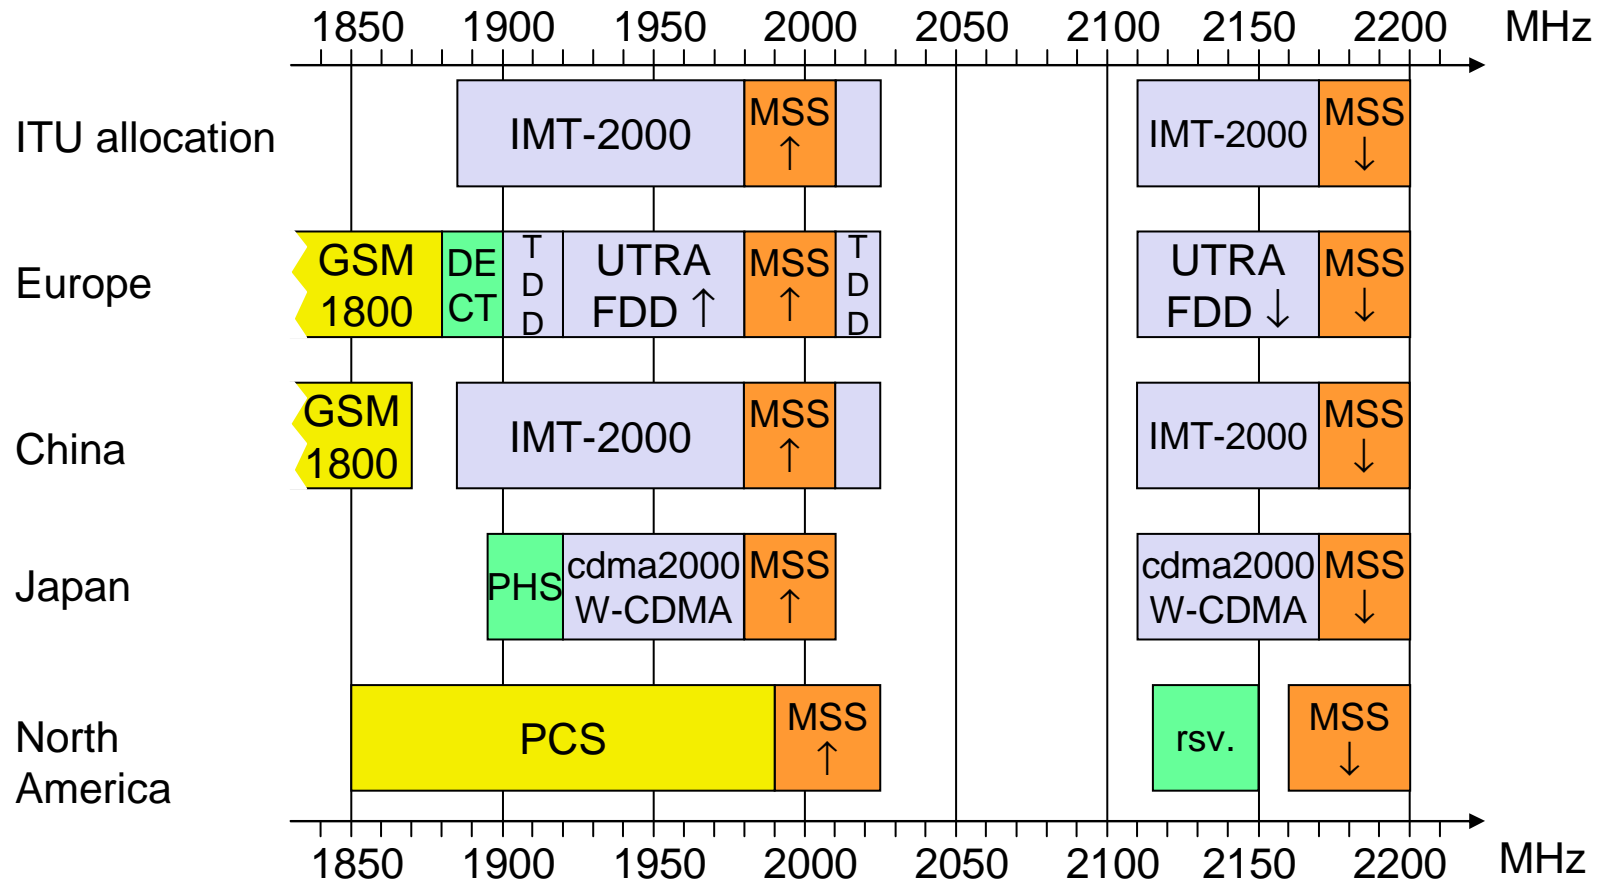 1850 1900 1950 2000 2050 2100 2150 2200 MHz
ITU allocation
IMT-2000
MSS
↑
IMT-2000
MSS
↓
Europe
GSM
1800
DE
CT
T
D
D
UTRA
FDD ↑
MSS
↑
T
D
D
UTRA
FDD ↓
MSS
↓
China
GSM
1800
IMT-2000
MSS
↑
IMT-2000
MSS
↓
Japan
PHS
cdma2000
W-CDMA
MSS
↑
cdma2000
W-CDMA
MSS
↓
North
America
PCS
MSS
↑
rsv.
MSS
↓
1850 1900 1950 2000 2050 2100 2150 2200 MHz